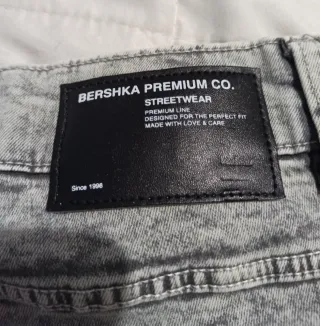 BERSHKA PREMIUM CO.
STREETWEAR
PREMIUM LINE
DESIGNED FOR THE PERFECT FIT
MADE WITH LOVE & CARE
Since 1998